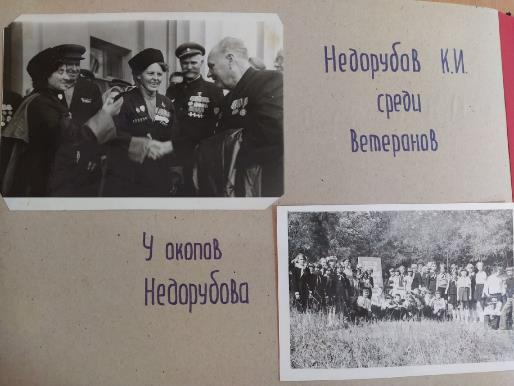 Недорубов К.И.
среди
Ветеранов
У окопов
Недорубова